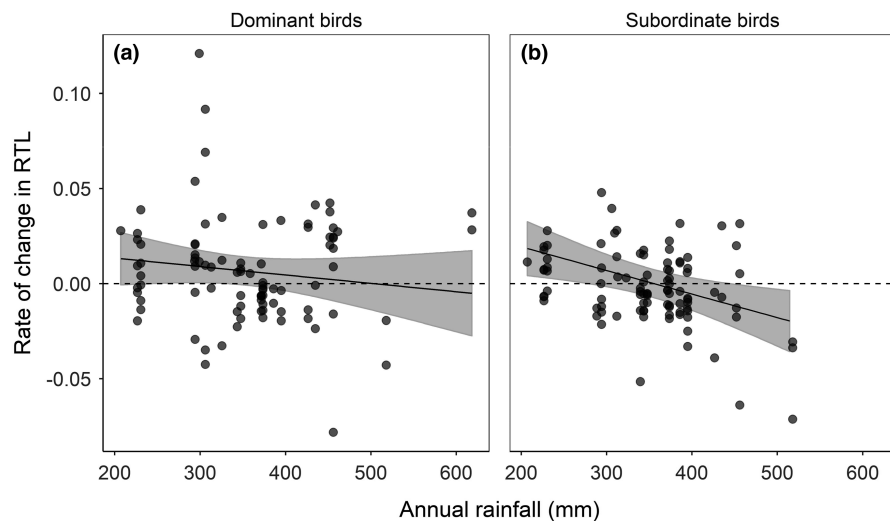 Dominant birds
Subordinate birds
(a)
(b)
0.10
0.05
0.00
-0.05
Rate of change in RTL
200 300 400 500 600
200 300 400 500 600
Annual rainfall (mm)